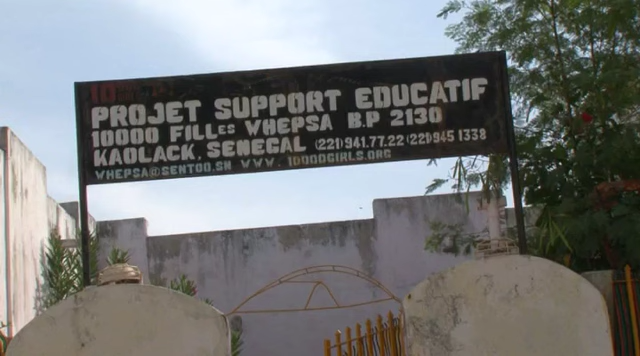 PROJET SUPPORT EDUCATIF
10000 FILLes WHEPSA B.P 2130
KAOLACK, SENEGAL (221)941.77.22 (221)945 1338
WHEPSA@SENTOO.SN WWW. 10000GIRLS.ORG